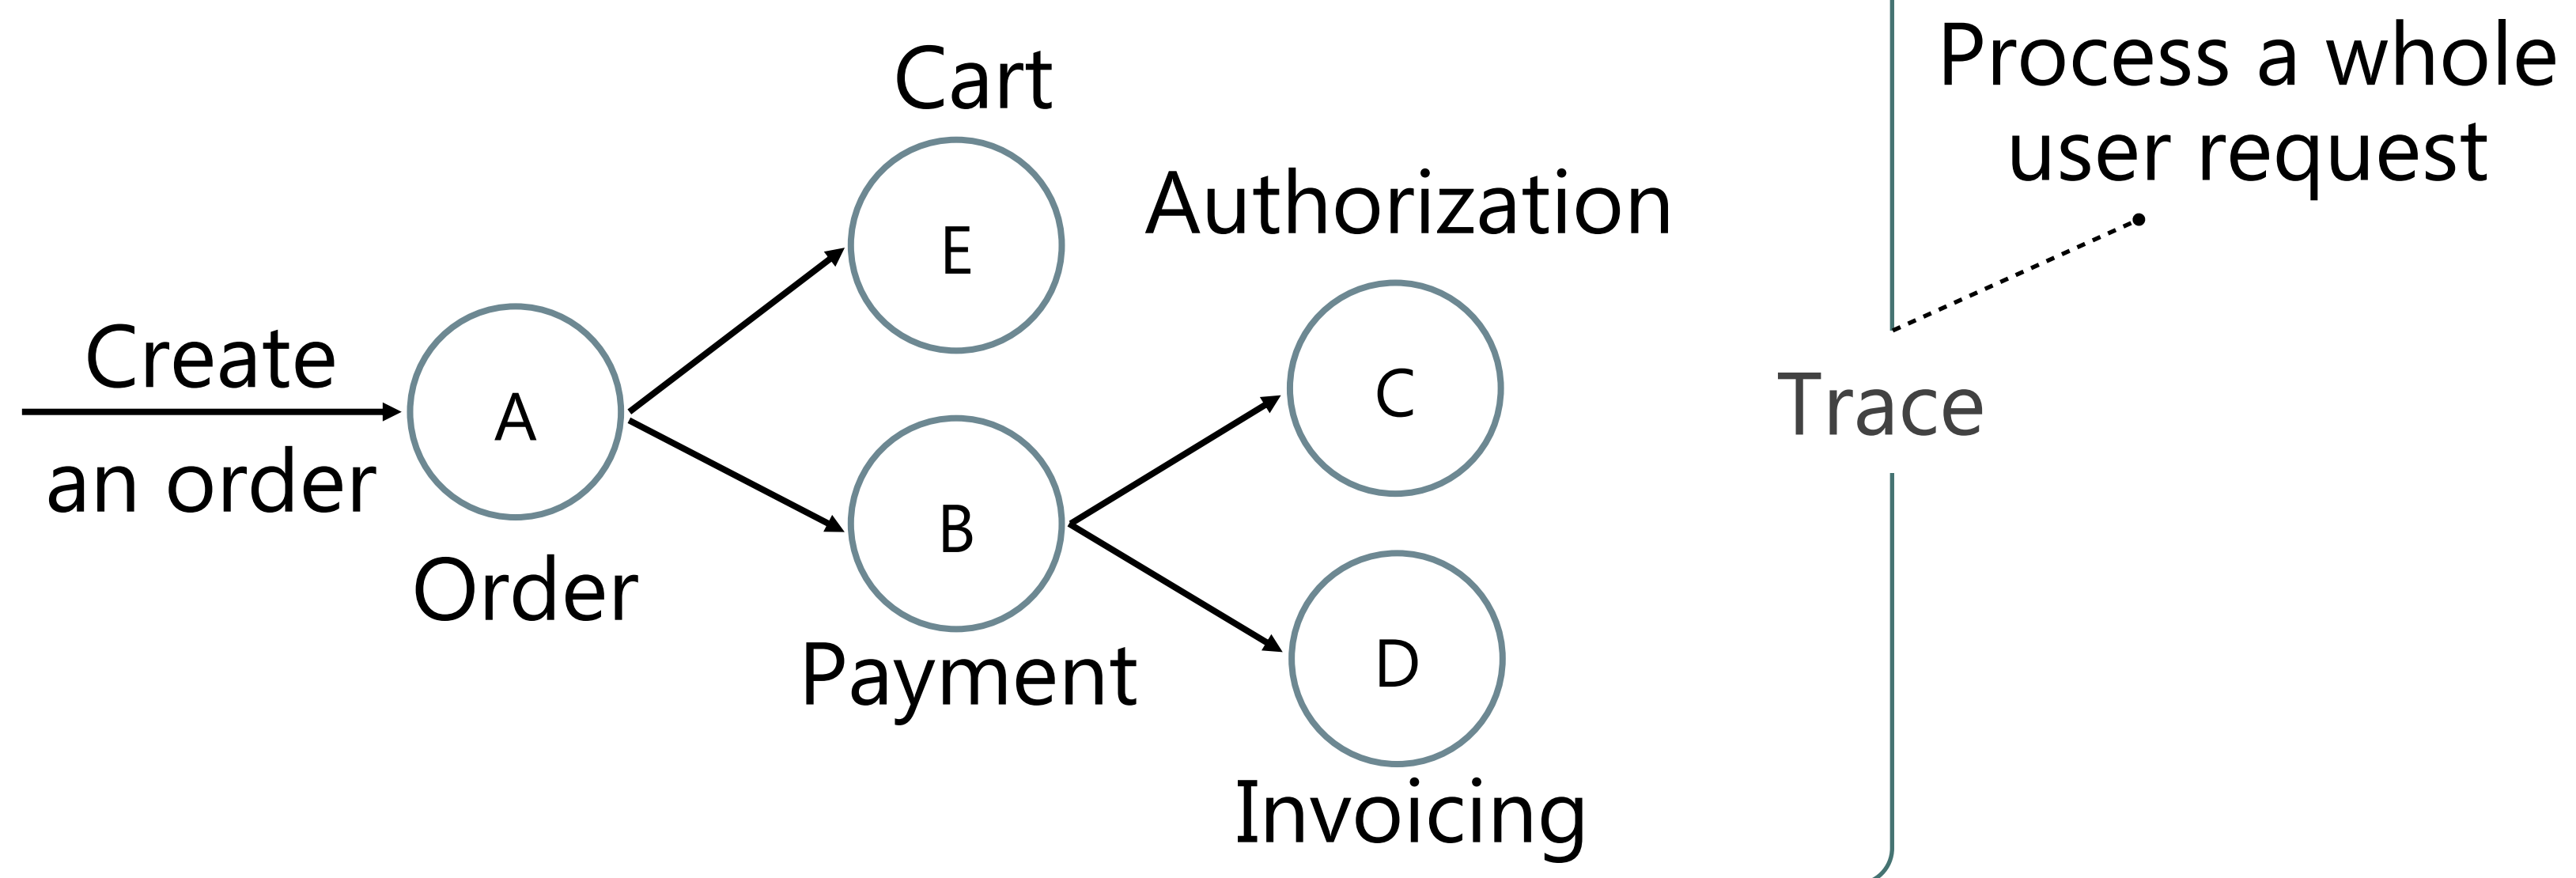 Create
an order
A
Order
Cart
E
B
Payment
Authorization
C
D
Invoicing
Trace
Process a whole
user request